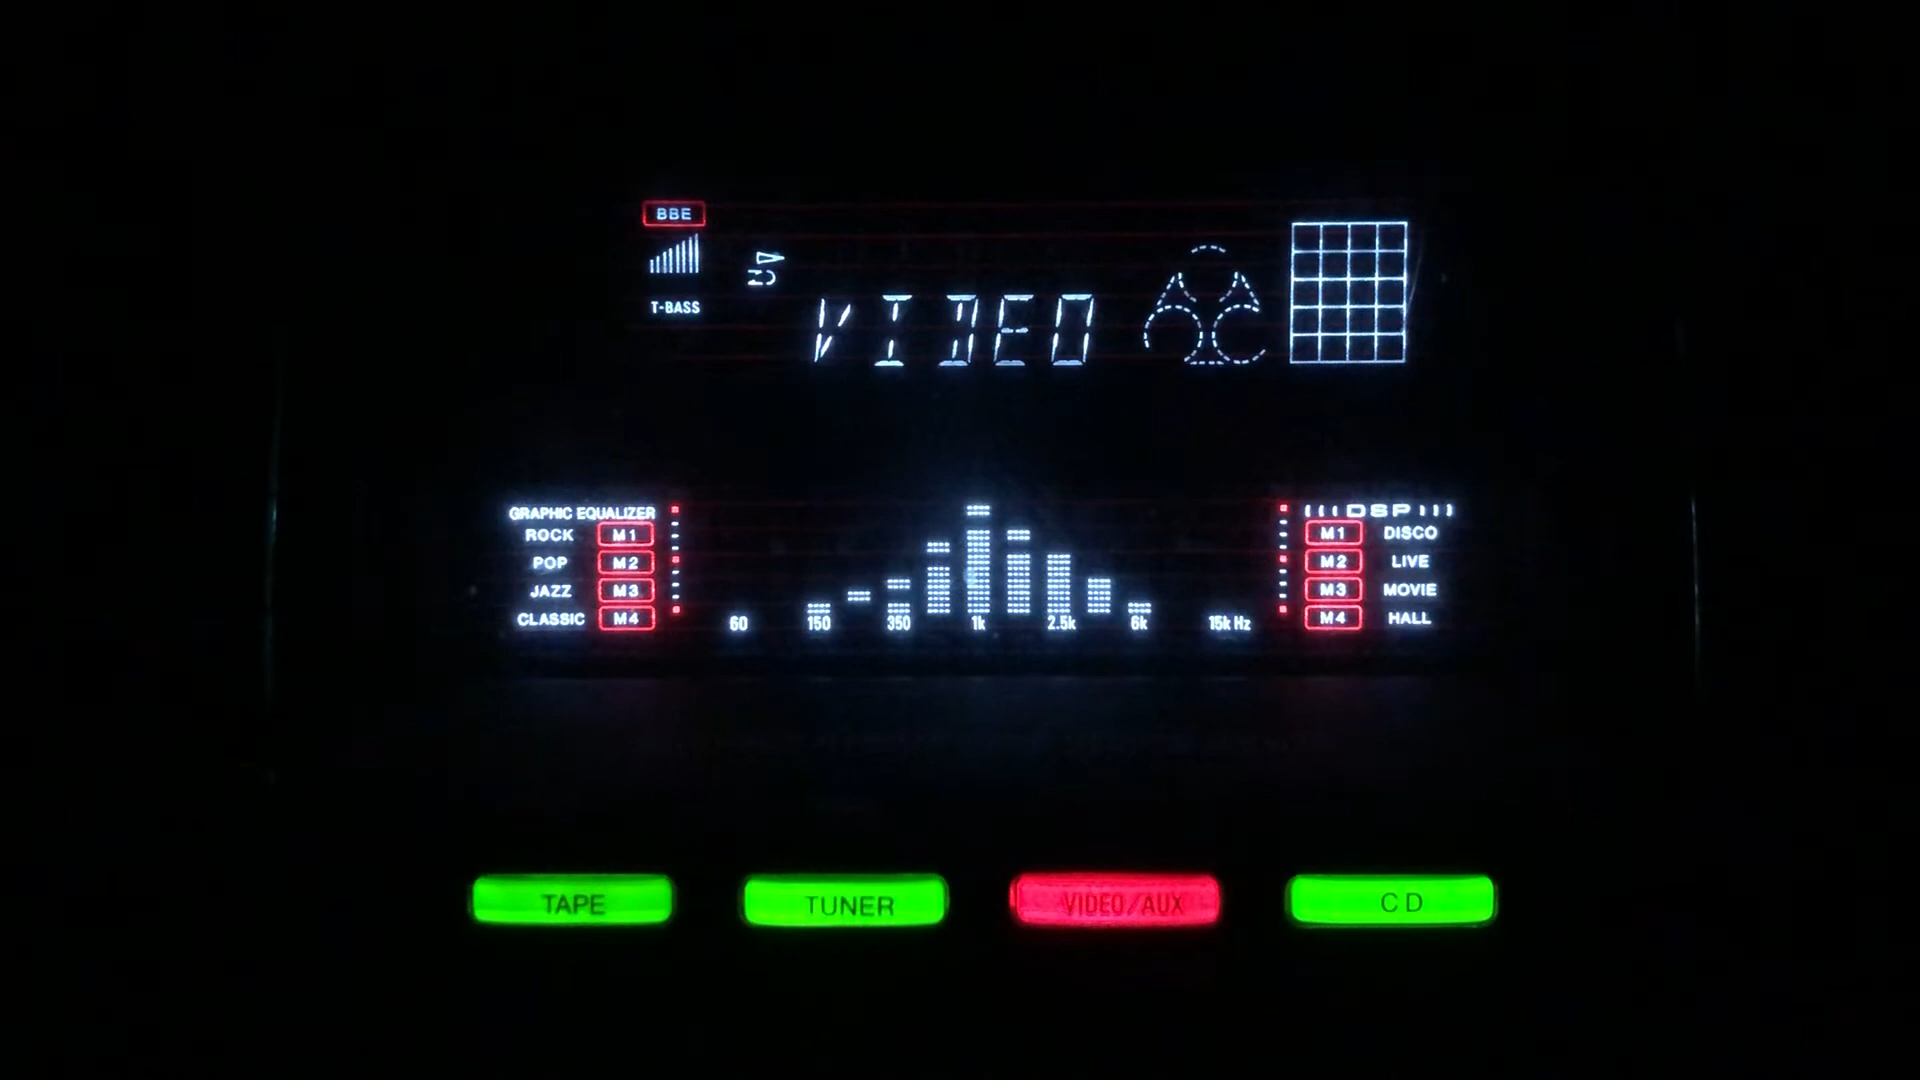 BBE
T-BASS
VIDEO
GRAPHIC EQUALIZER
ROCK M1
POP M2
JAZZ M3
CLASSIC M4
60 150 350 1k 2.5k 6k 15k Hz
DSP
M1 DISCO
M2 LIVE
M3 MOVIE
M4 HALL
TAPE TUNER VIDEO/AUX CD